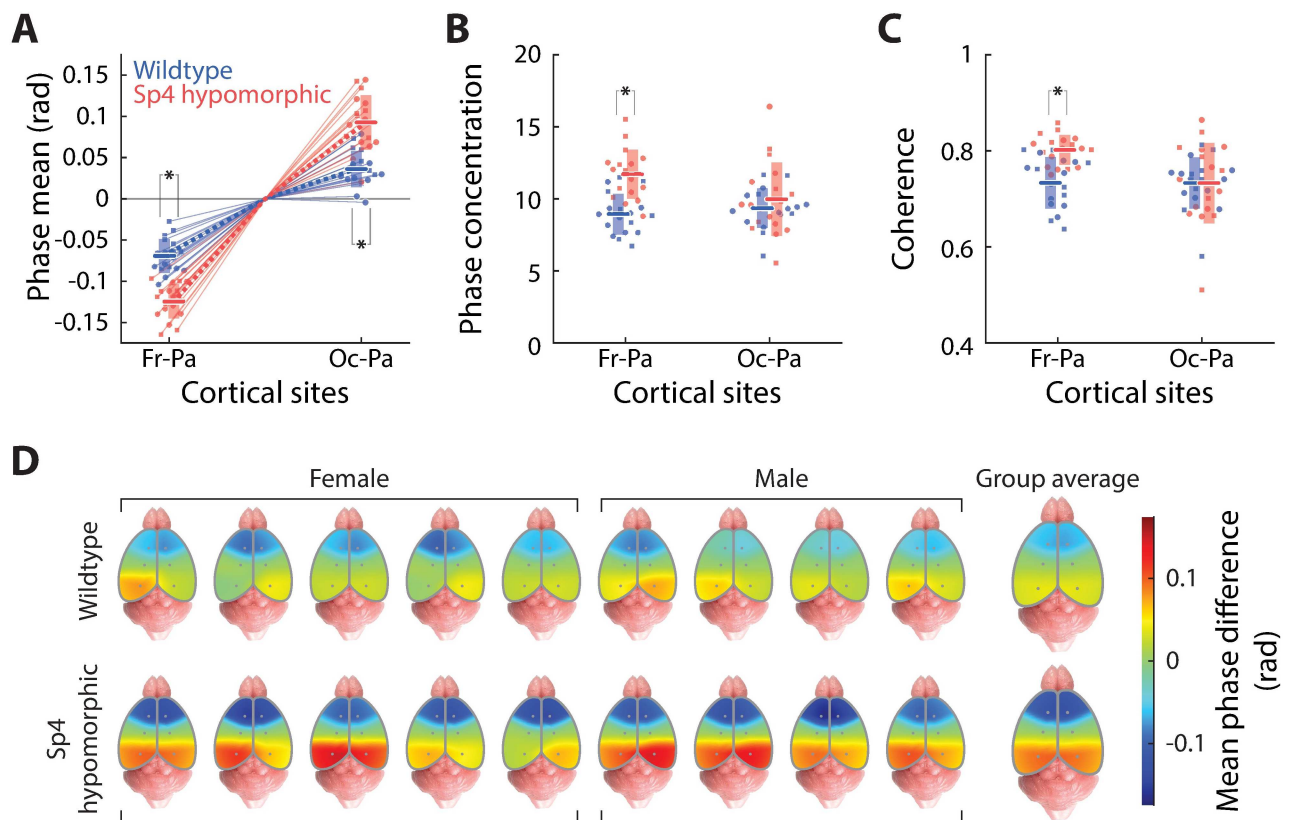 A
Phase mean (rad)
0.15
0.1
0.05
0
-0.05
-0.1
-0.15
Wildtype
Sp4 hypomorphic
*
*
Fr-Pa
Oc-Pa
Cortical sites
B
Phase concentration
20
15
10
5
0
*
Fr-Pa
Oc-Pa
Cortical sites
C
Coherence
1
0.8
0.6
0.4
*
Fr-Pa
Oc-Pa
Cortical sites
D
Female
Male
Group average
Wildtype
Sp4
hypomorphic
0.1
0
-0.1
Mean phase difference
(rad)